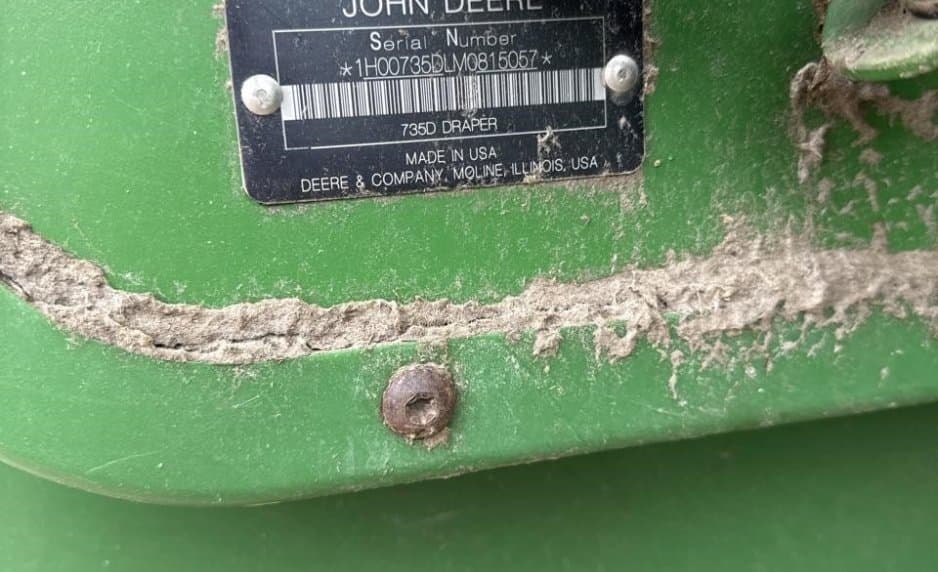 JOHN DEERE
Serial Number
*1H00735DLM0815057*
735D DRAPER
MADE IN USA
DEERE & COMPANY, MOLINE, ILLINOIS, USA